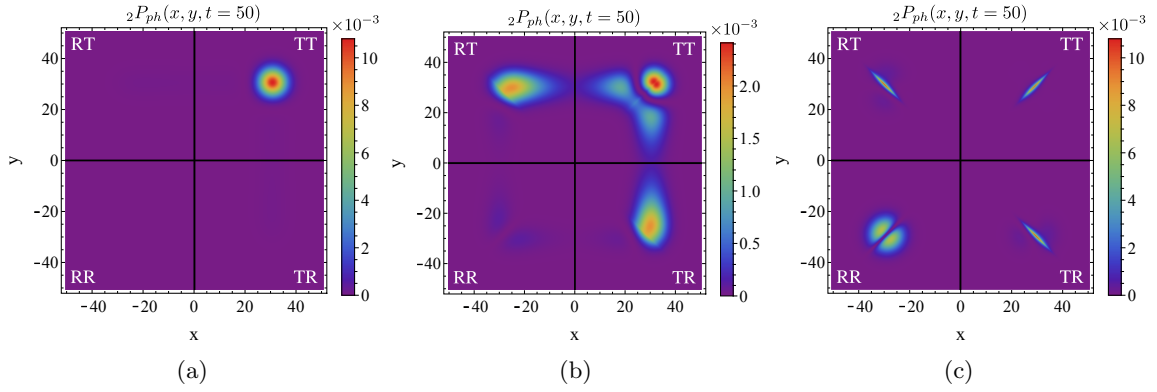 ₂P_ph(x, y, t = 50) ₂P_ph(x, y, t = 50) ₂P_ph(x, y, t = 50)
×10⁻³ ×10⁻³ ×10⁻³
RT TT RT TT RT TT
40 20 0 −20 −40
10 8 6 4 2 0
y
RR TR
−40 −20 0 20 40
x
(a)
40 20 0 −20 −40
2.0 1.5 1.0 0.5 0
y
RR TR
−40 −20 0 20 40
x
(b)
40 20 0 −20 −40
10 8 6 4 2 0
y
RR TR
−40 −20 0 20 40
x
(c)